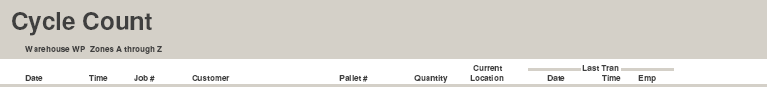 Cycle Count
Warehouse WP Zones A through Z
Current Last Tran
Date Time Job # Customer Pallet # Quantity Location Date Time Emp